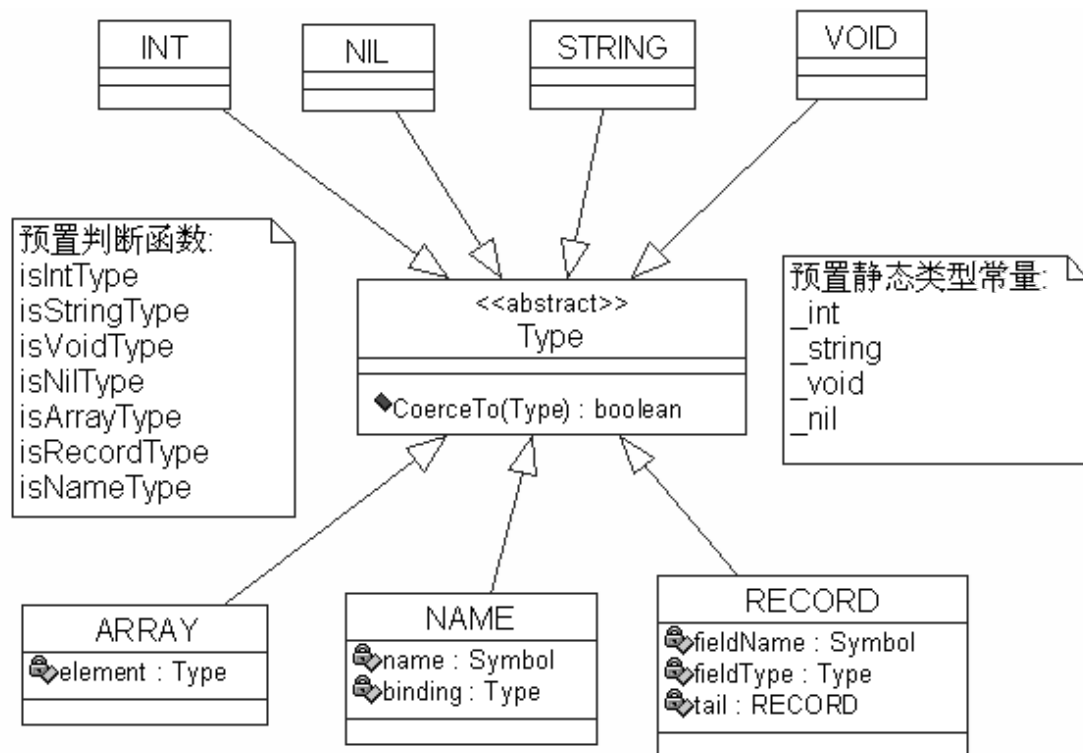 INT
NIL
STRING
VOID
预置判断函数:
isIntType
isStringType
isVoidType
isNilType
isArrayType
isRecordType
isNameType
<<abstract>>
Type
CoerceTo(Type) : boolean
预置静态类型常量:
_int
_string
_void
_nil
ARRAY
element : Type
NAME
name : Symbol
binding : Type
RECORD
fieldName : Symbol
fieldType : Type
tail : RECORD